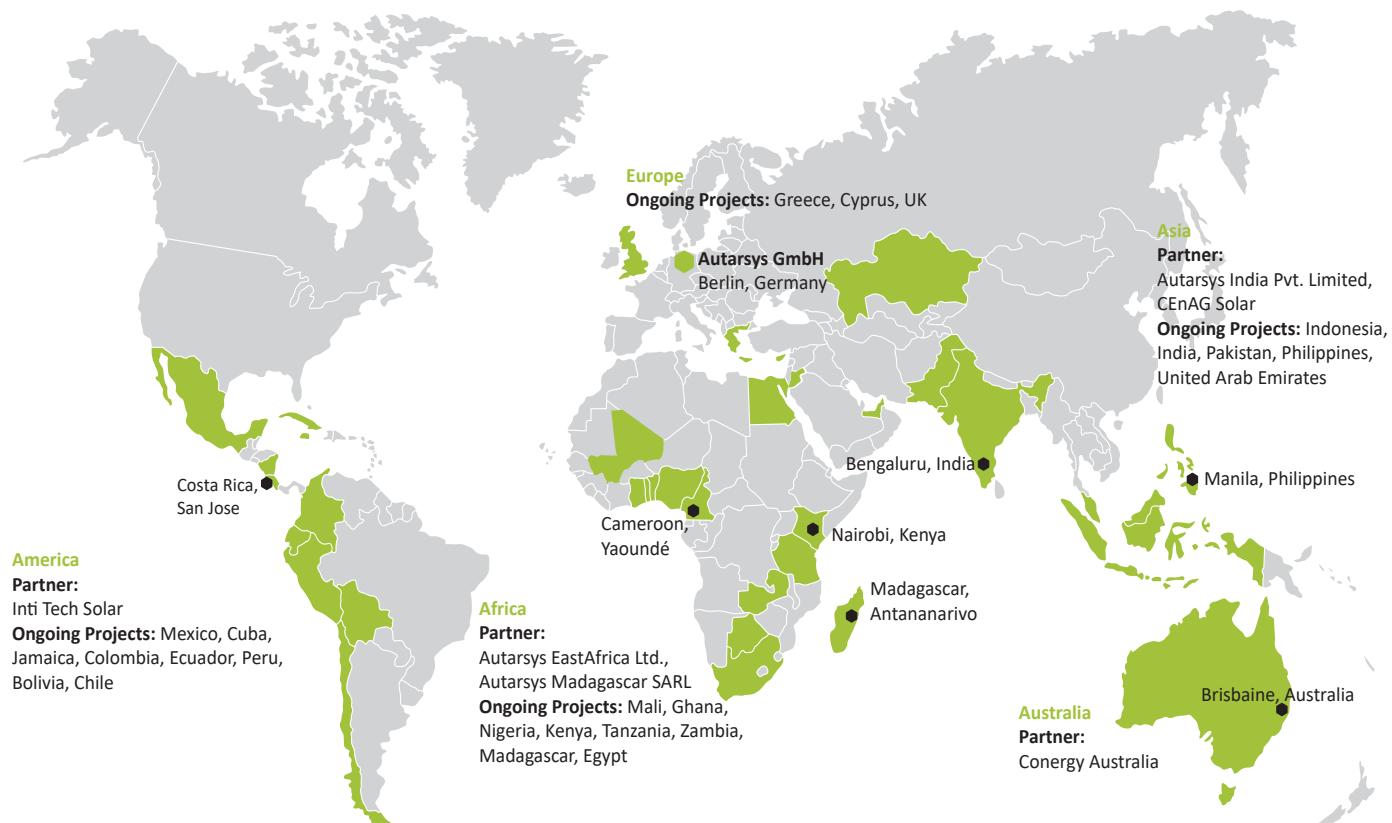 Europe
Ongoing Projects: Greece, Cyprus, UK
Autarsys GmbH
Berlin, Germany
Asia
Partner:
Autarsys India Pvt. Limited,
CEnAG Solar
Ongoing Projects: Indonesia,
India, Pakistan, Philippines,
United Arab Emirates
Bengaluru, India
Manila, Philippines
Costa Rica,
San Jose
Cameroon,
Yaoundé
Nairobi, Kenya
Madagascar,
Antananarivo
America
Partner:
Inti Tech Solar
Ongoing Projects: Mexico, Cuba,
Jamaica, Colombia, Ecuador, Peru,
Bolivia, Chile
Africa
Partner:
Autarsys EastAfrica Ltd.,
Autarsys Madagascar SARL
Ongoing Projects: Mali, Ghana,
Nigeria, Kenya, Tanzania, Zambia,
Madagascar, Egypt
Brisbaine, Australia
Australia
Partner:
Conergy Australia